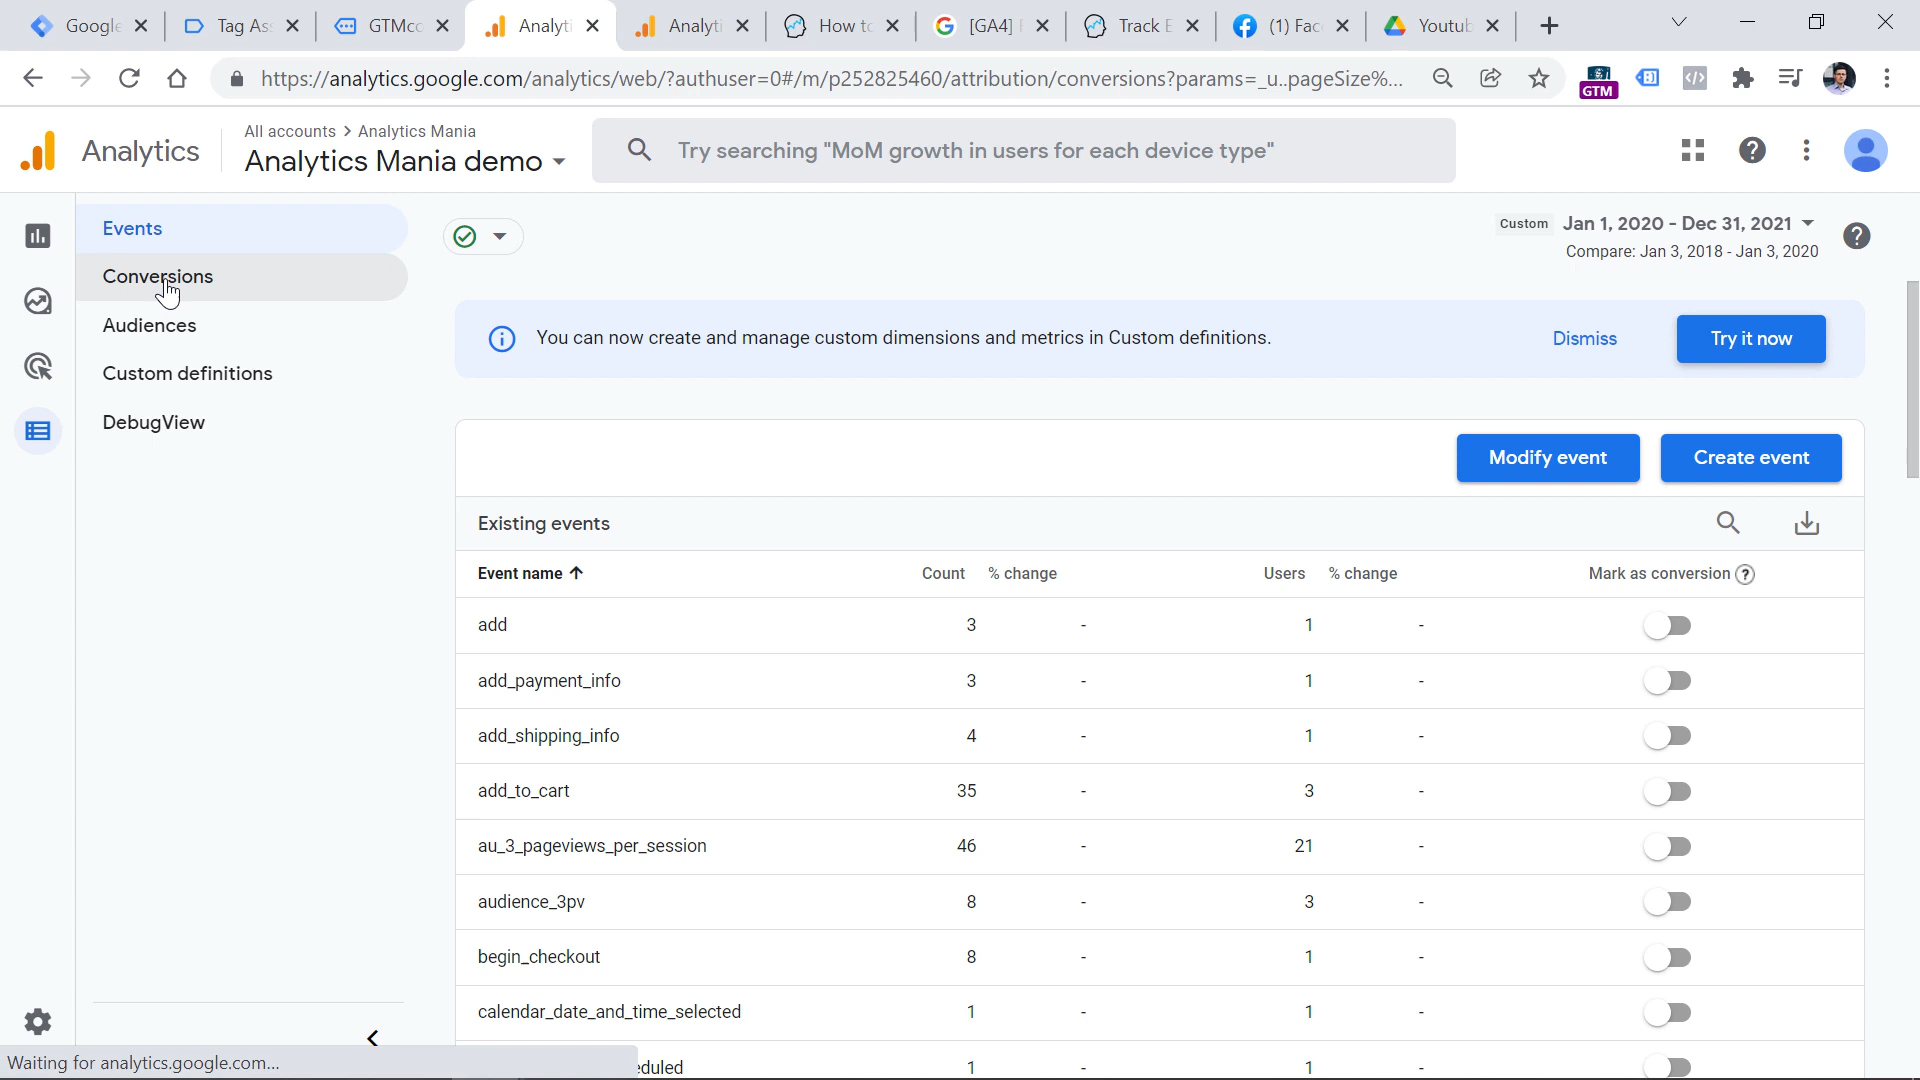 Google
Tag As
GTMco
Analyti
Analyti
How to
[GA4]
Track E
(1) Fac
Youtub
https://analytics.google.com/analytics/web/?authuser=0#/m/p252825460/attribution/conversions?params=_u..pageSize%...
GTM
Analytics
All accounts > Analytics Mania
Analytics Mania demo
Try searching "MoM growth in users for each device type"
Events
Conversions
Audiences
Custom definitions
DebugView
Custom Jan 1, 2020 - Dec 31, 2021
Compare: Jan 3, 2018 - Jan 3, 2020
You can now create and manage custom dimensions and metrics in Custom definitions.
Dismiss
Try it now
Modify event
Create event
Existing events
Event name Count % change Users % change Mark as conversion
add 3 - 1 -
add_payment_info 3 - 1 -
add_shipping_info 4 - 1 -
add_to_cart 35 - 3 -
au_3_pageviews_per_session 46 - 21 -
audience_3pv 8 - 3 -
begin_checkout 8 - 1 -
calendar_date_and_time_selected 1 - 1 -
eduled 1 - 1 -
Waiting for analytics.google.com...